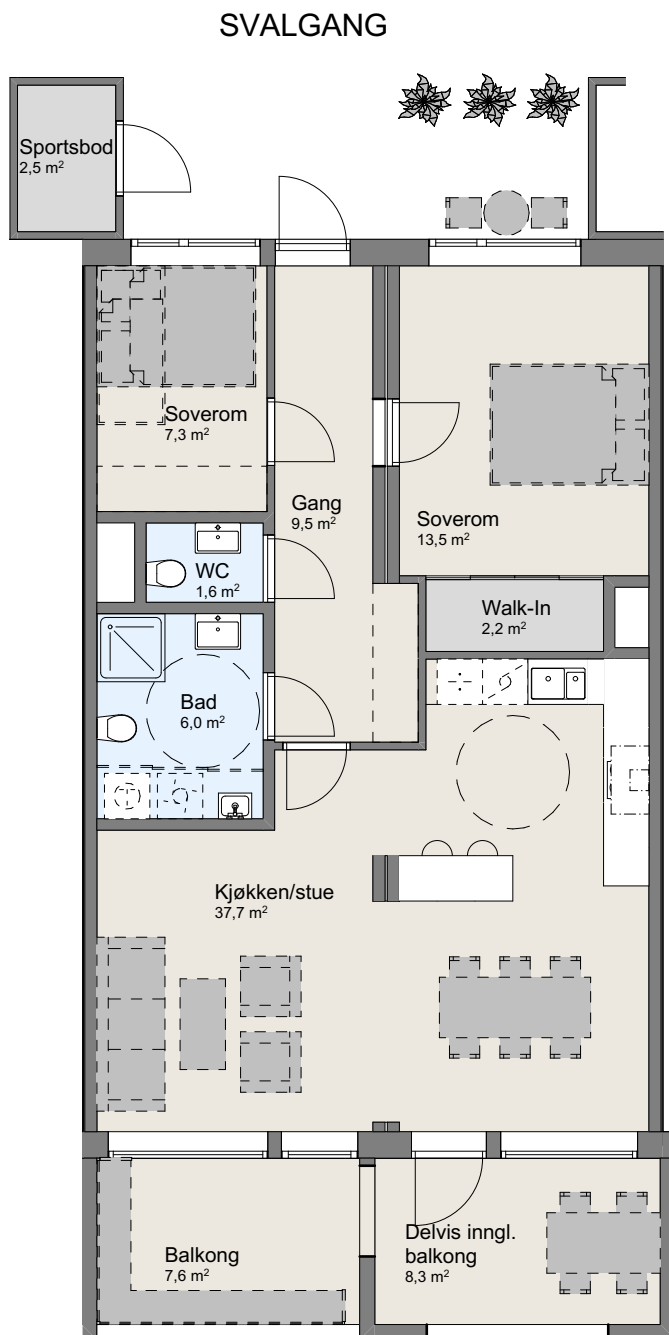 SVALGANG
Sportsbod
2,5 m²
Soverom
7,3 m²
Gang
9,5 m²
Soverom
13,5 m²
WC
1,6 m²
Walk-In
2,2 m²
Bad
6,0 m²
Kjøkken/stue
37,7 m²
Balkong
7,6 m²
Delvis inngl.
balkong
8,3 m²